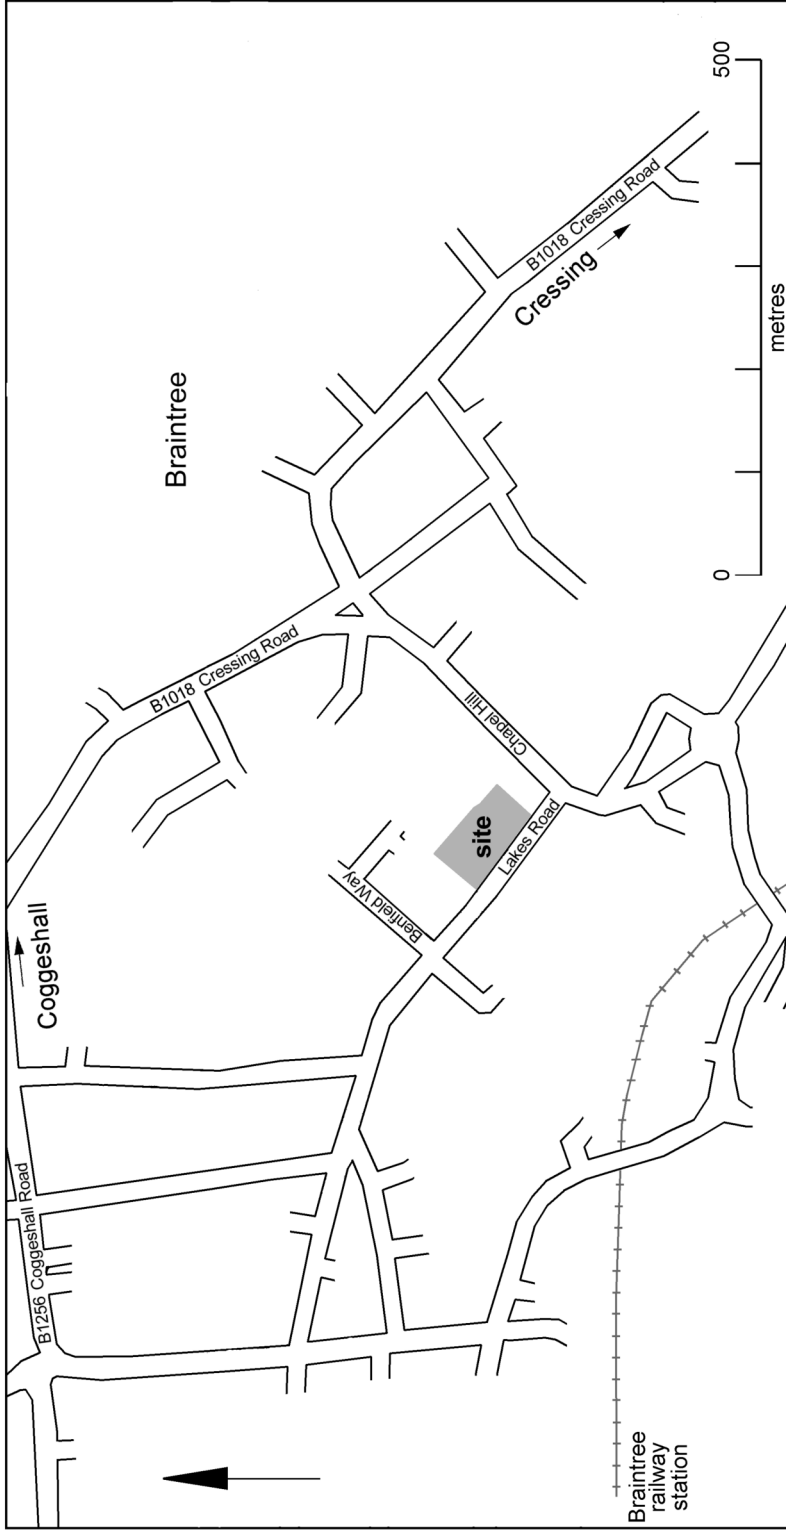 B1256 Coggeshall Road
Coggeshall
B1018 Cressing Road
Braintree
Benfield Way
site
Lakes Road
Chapel Hill
B1018 Cressing Road
Cressing
Braintree
railway
station
0
500
metres